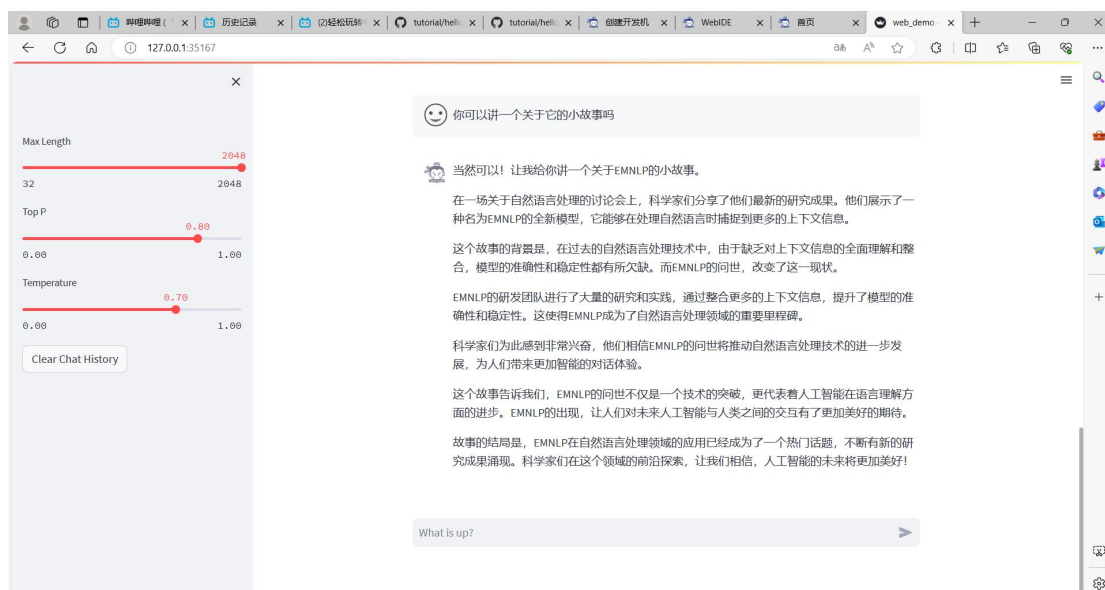 哔哩哔哩 (
历史记录
(2)轻松玩转
tutorial/hell
tutorial/hell
创建开发机
WebIDE
首页
web_demo
127.0.0.1:35167
Max Length
2048
32 2048
Top P
0.80
0.00 1.00
Temperature
0.70
0.00 1.00
Clear Chat History
你可以讲一个关于它的小故事吗
当然可以！让我给你讲一个关于EMNLP的小故事。
在一场关于自然语言处理的讨论会上，科学家们分享了他们最新的研究成果。他们展示了一
种名为EMNLP的全新模型，它能够在处理自然语言时捕捉到更多的上下文信息。
这个故事的背景是，在过去的自然语言处理技术中，由于缺乏对上下文信息的全面理解和整
合，模型的准确性和稳定性都有所欠缺。而EMNLP的问世，改变了这一现状。
EMNLP的研发团队进行了大量的研究和实践，通过整合更多的上下文信息，提升了模型的准
确性和稳定性。这使得EMNLP成为了自然语言处理领域的重要里程碑。
科学家们为此感到非常兴奋，他们相信EMNLP的问世将推动自然语言处理技术的进一步发
展，为人们带来更加智能的对话体验。
这个故事告诉我们，EMNLP的问世不仅是一个技术的突破，更代表着人工智能在语言理解方
面的进步。EMNLP的出现，让人们对未来人工智能与人类之间的交互有了更加美好的期待。
故事的结局是，EMNLP在自然语言处理领域的应用已经成为了一个热门话题，不断有新的研
究成果涌现。科学家们在这个领域的前沿探索，让我们相信，人工智能的未来将更加美好！
What is up?